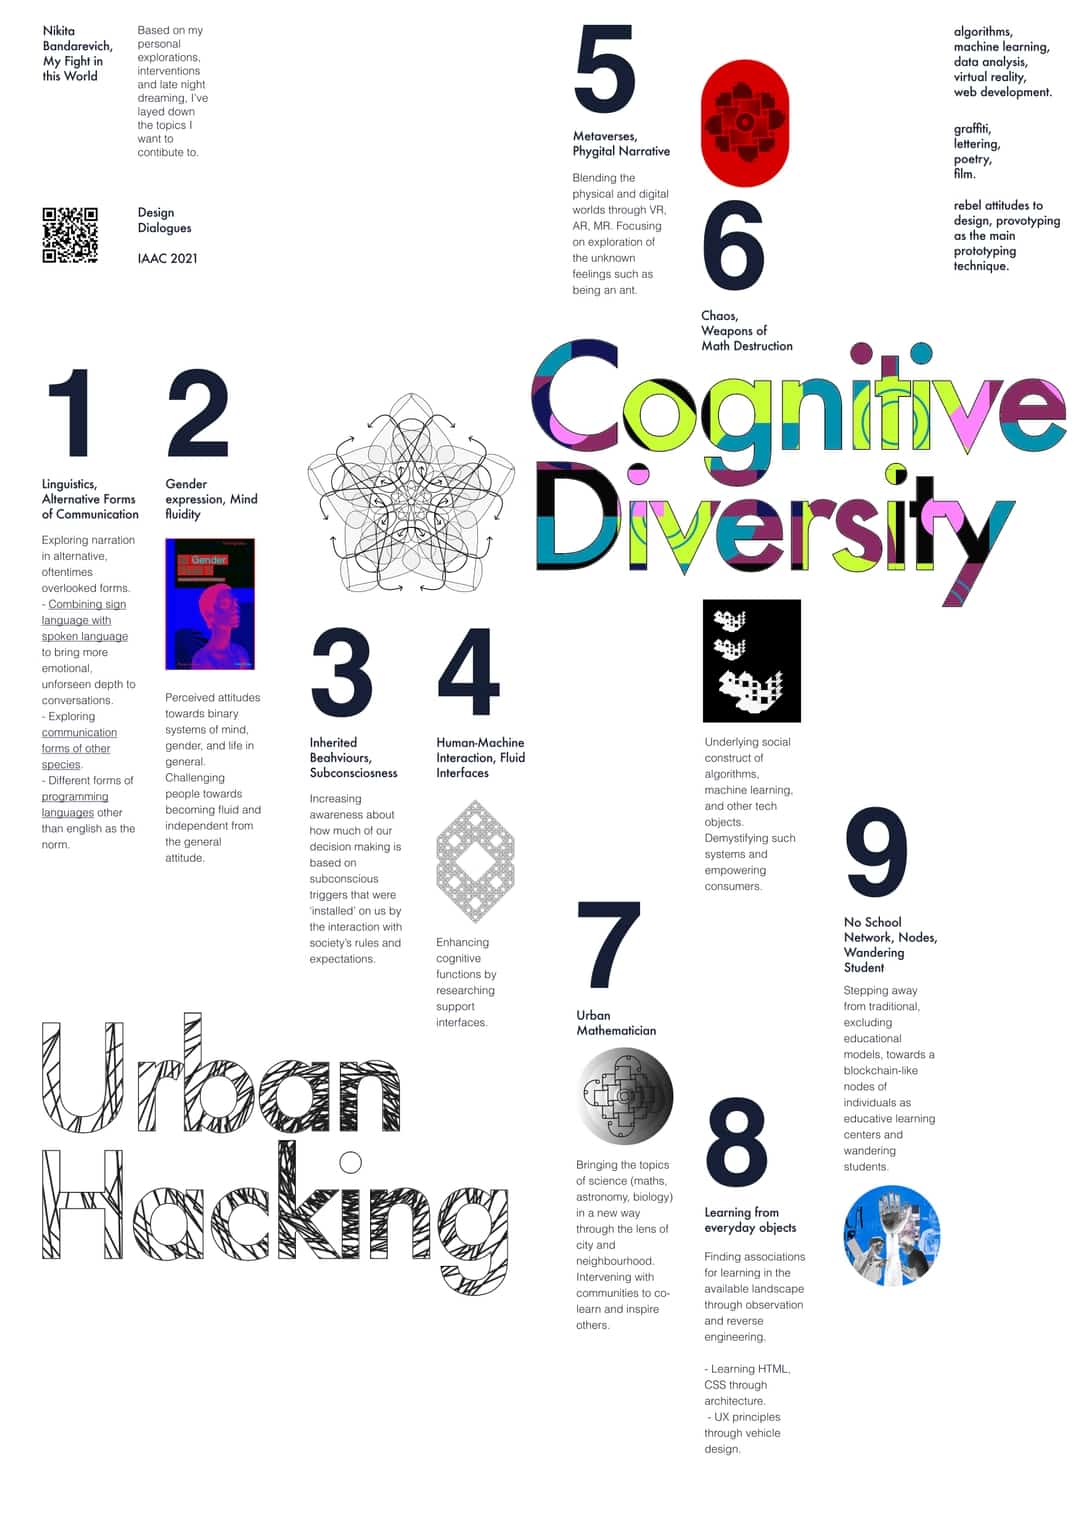 Nikita
Bandarevich,
My Fight in
this World
Based on my
personal
explorations,
interventions
and late night
dreaming, I've
layed down
the topics I
want to
contibute to.
Design
Dialogues
IAAC 2021
algorithms,
machine learning,
data analysis,
virtual reality,
web development.
graffiti,
lettering,
poetry,
film.
rebel attitudes to
design, provotyping
as the main
prototyping
technique.
1
Linguistics,
Alternative Forms
of Communication
Exploring narration
in alternative,
oftentimes
overlooked forms.
- Combining sign
language with
spoken language
to bring more
emotional,
unforseen depth to
conversations.
- Exploring
communication
forms of other
species.
- Different forms of
programming
languages other
than english as the
norm.
2
Gender
expression, Mind
fluidity
Gender
Perceived attitudes
towards binary
systems of mind,
gender, and life in
general.
Challenging
people towards
becoming fluid and
independent from
the general
attitude.
3
Inherited
Beahviours,
Subconsciosness
Increasing
awareness about
how much of our
decision making is
based on
subconscious
triggers that were
'installed' on us by
the interaction with
society's rules and
expectations.
4
Human-Machine
Interaction, Fluid
Interfaces
Enhancing
cognitive
functions by
researching
support
interfaces.
5
Metaverses,
Phygital Narrative
Blending the
physical and digital
worlds through VR,
AR, MR. Focusing
on exploration of
the unknown
feelings such as
being an ant.
6
Chaos,
Weapons of
Math Destruction
Cognitive
Diversity
Underlying social
construct of
algorithms,
machine learning,
and other tech
objects.
Demystifying such
systems and
empowering
consumers.
Urban
Hacking
7
Urban
Mathematician
Bringing the topics
of science (maths,
astronomy, biology)
in a new way
through the lens of
city and
neighbourhood.
Intervening with
communities to co-
learn and inspire
others.
8
Learning from
everyday objects
Finding associations
for learning in the
available landscape
through observation
and reverse
engineering.
- Learning HTML,
CSS through
architecture.
- UX principles
through vehicle
design.
9
No School
Network, Nodes,
Wandering
Student
Stepping away
from traditional,
excluding
educational
models, towards a
blockchain-like
nodes of
individuals as
educative learning
centers and
wandering
students.